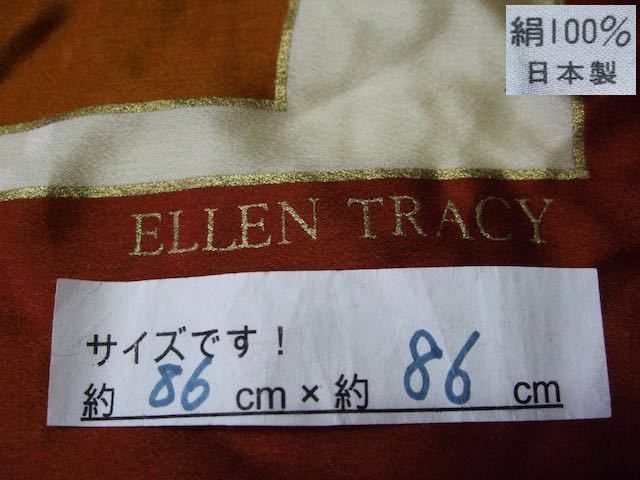 絹100%
日本製
ELLEN TRACY
サイズです!
約 86 cm × 約 86 cm